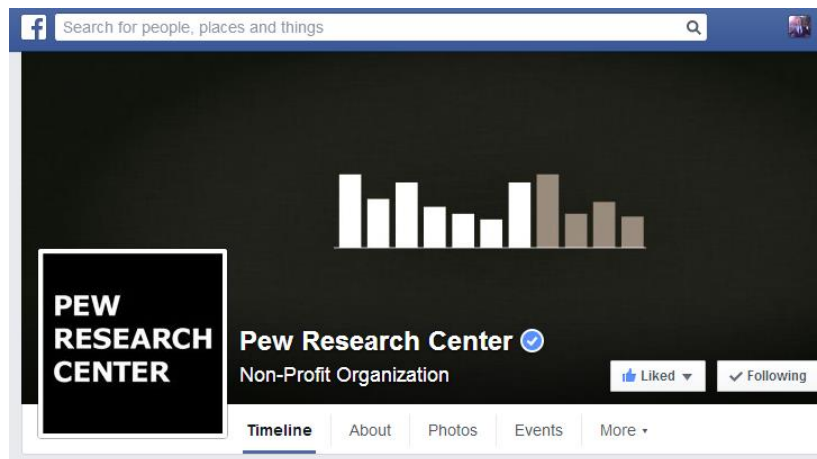 f Search for people, places and things
PEW
RESEARCH
CENTER
Pew Research Center
Non-Profit Organization
Liked
Following
Timeline About Photos Events More